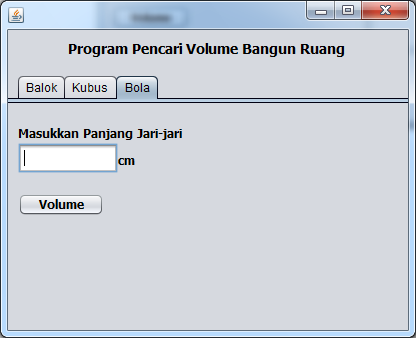 Program Pencari Volume Bangun Ruang
Balok Kubus Bola
Masukkan Panjang Jari-jari
cm
Volume